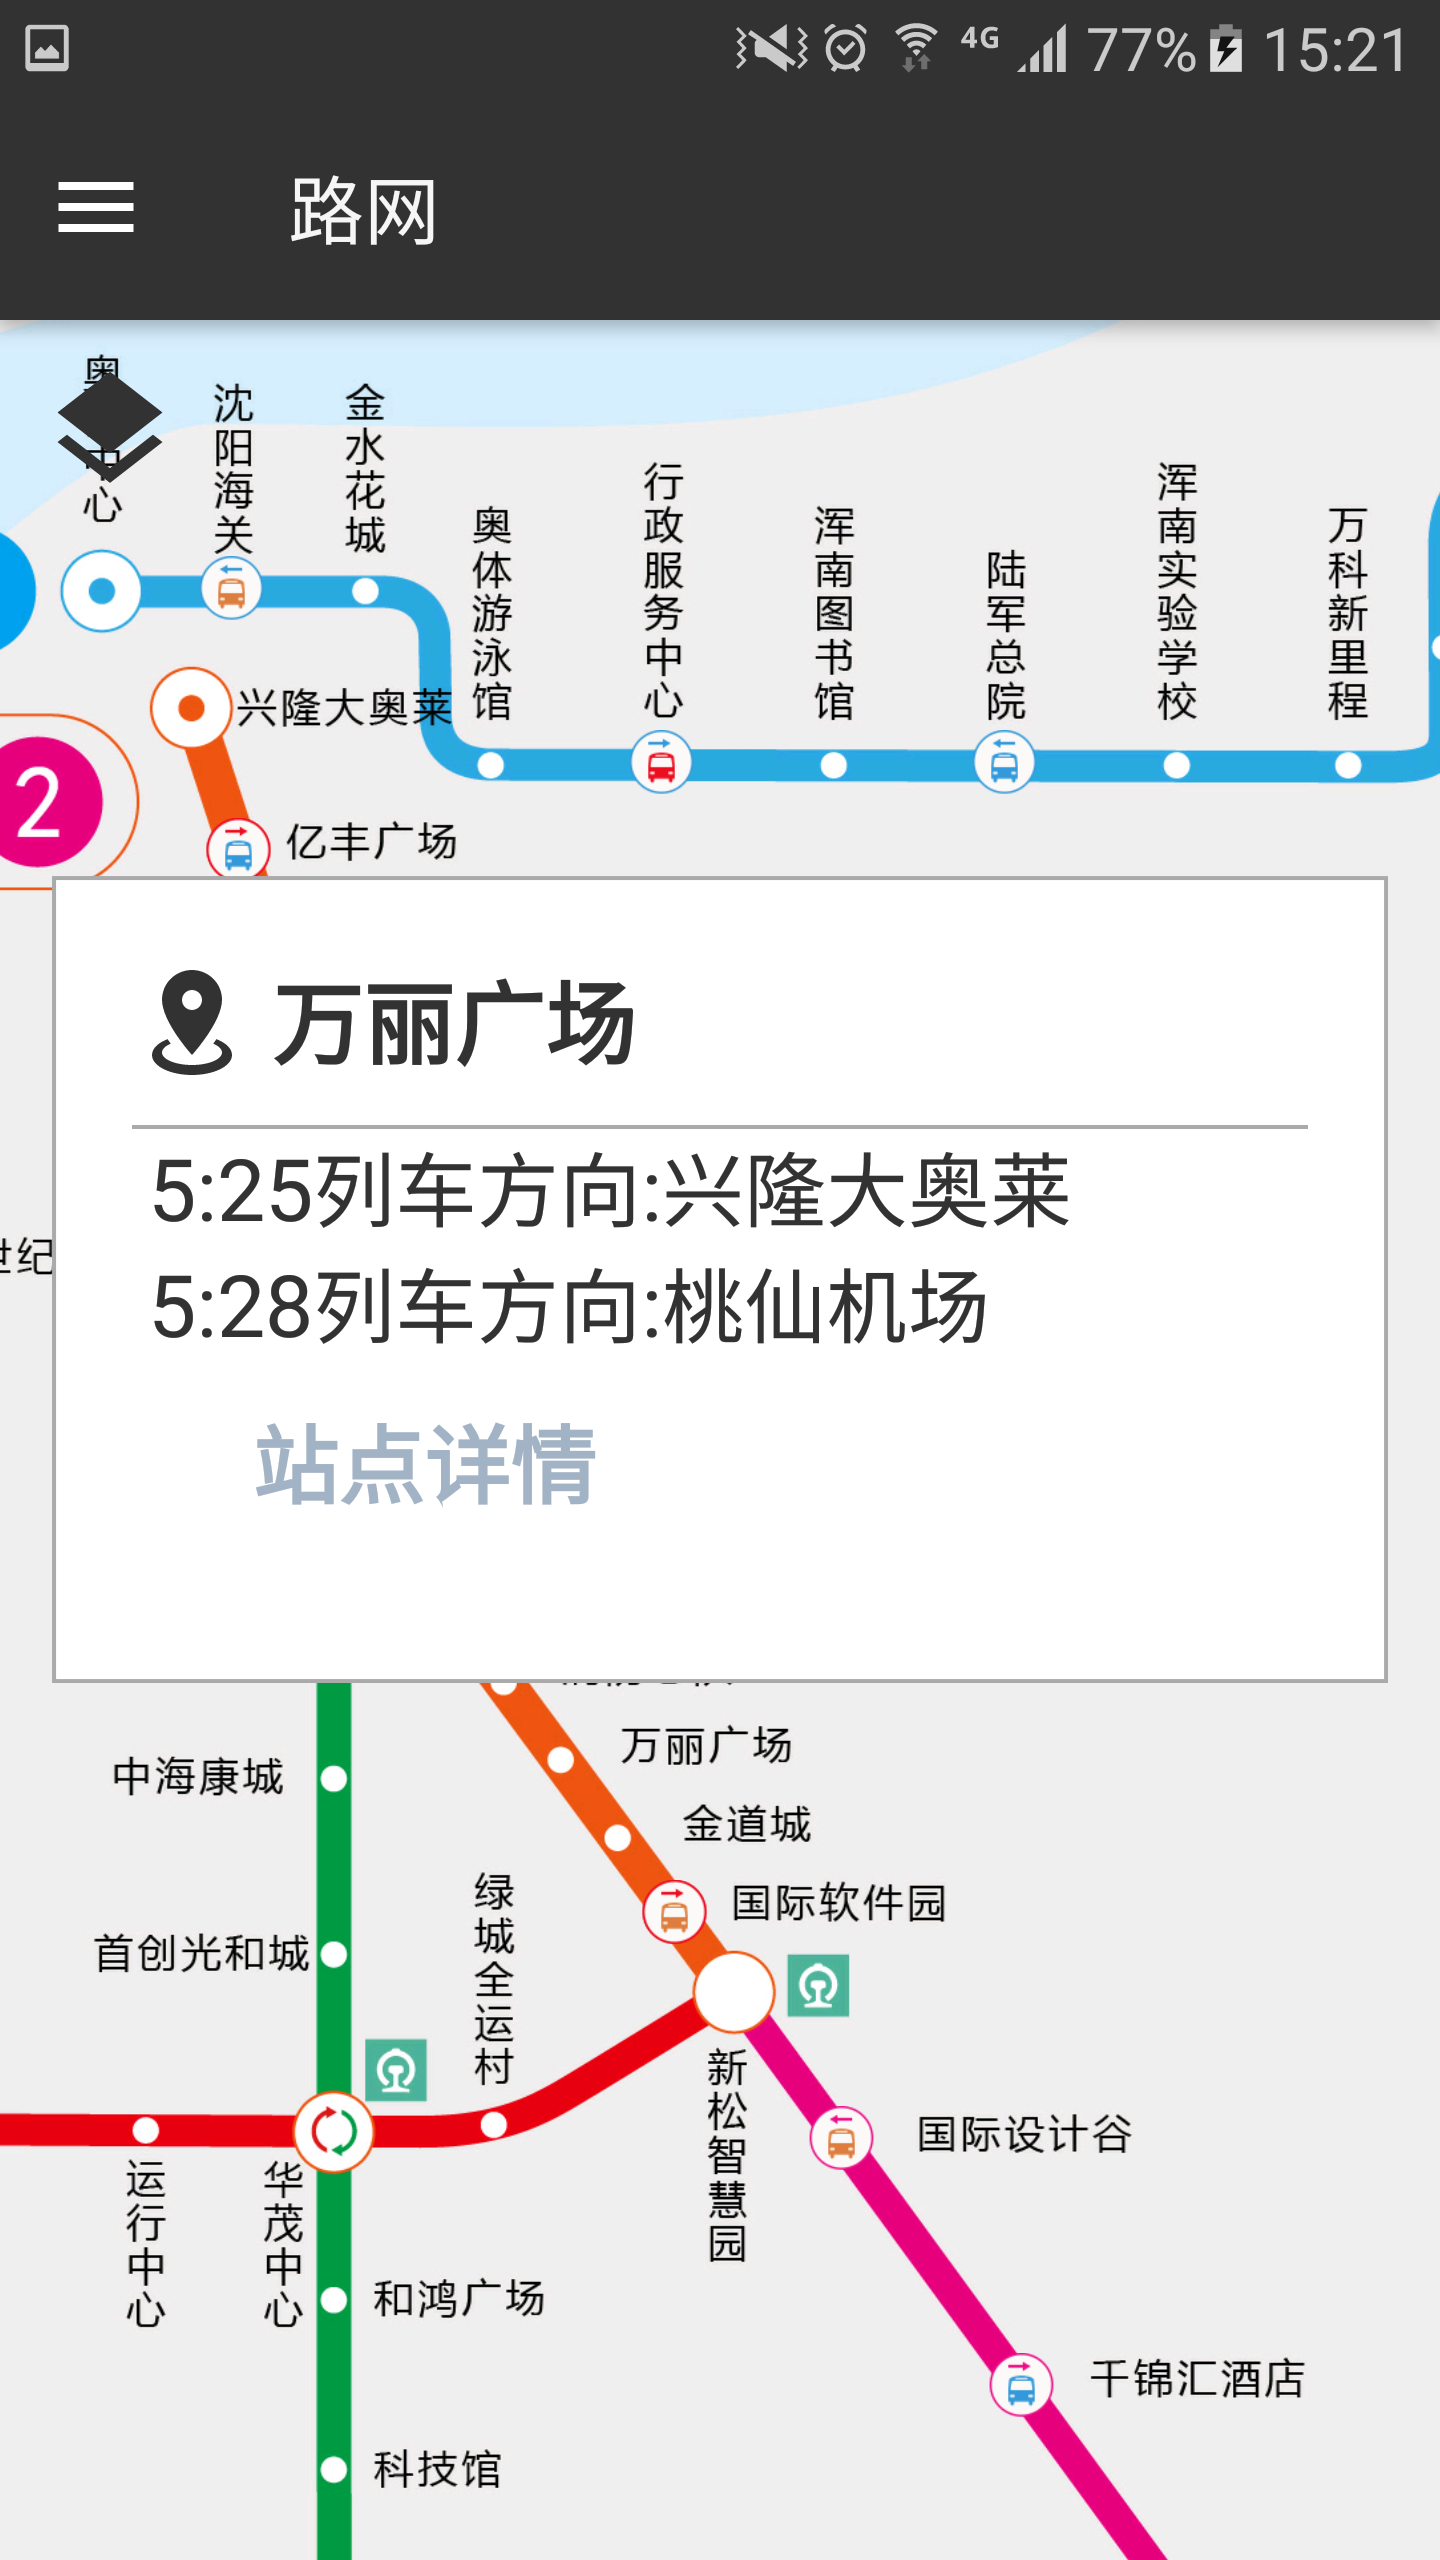 4G 77% 15:21
路网
奥
中心
沈阳海关
金水花城
奥体游泳馆
行政服务中心
浑南图书馆
陆军总院
浑南实验学校
万科新里程
兴隆大奥莱
2
亿丰广场
万丽广场
5:25列车方向:兴隆大奥莱
5:28列车方向:桃仙机场
站点详情
世纪
万丽广场
中海康城
金道城
国际软件园
绿城全运村
首创光和城
新松智慧园
国际设计谷
运行中心
华茂中心
和鸿广场
千锦汇酒店
科技馆